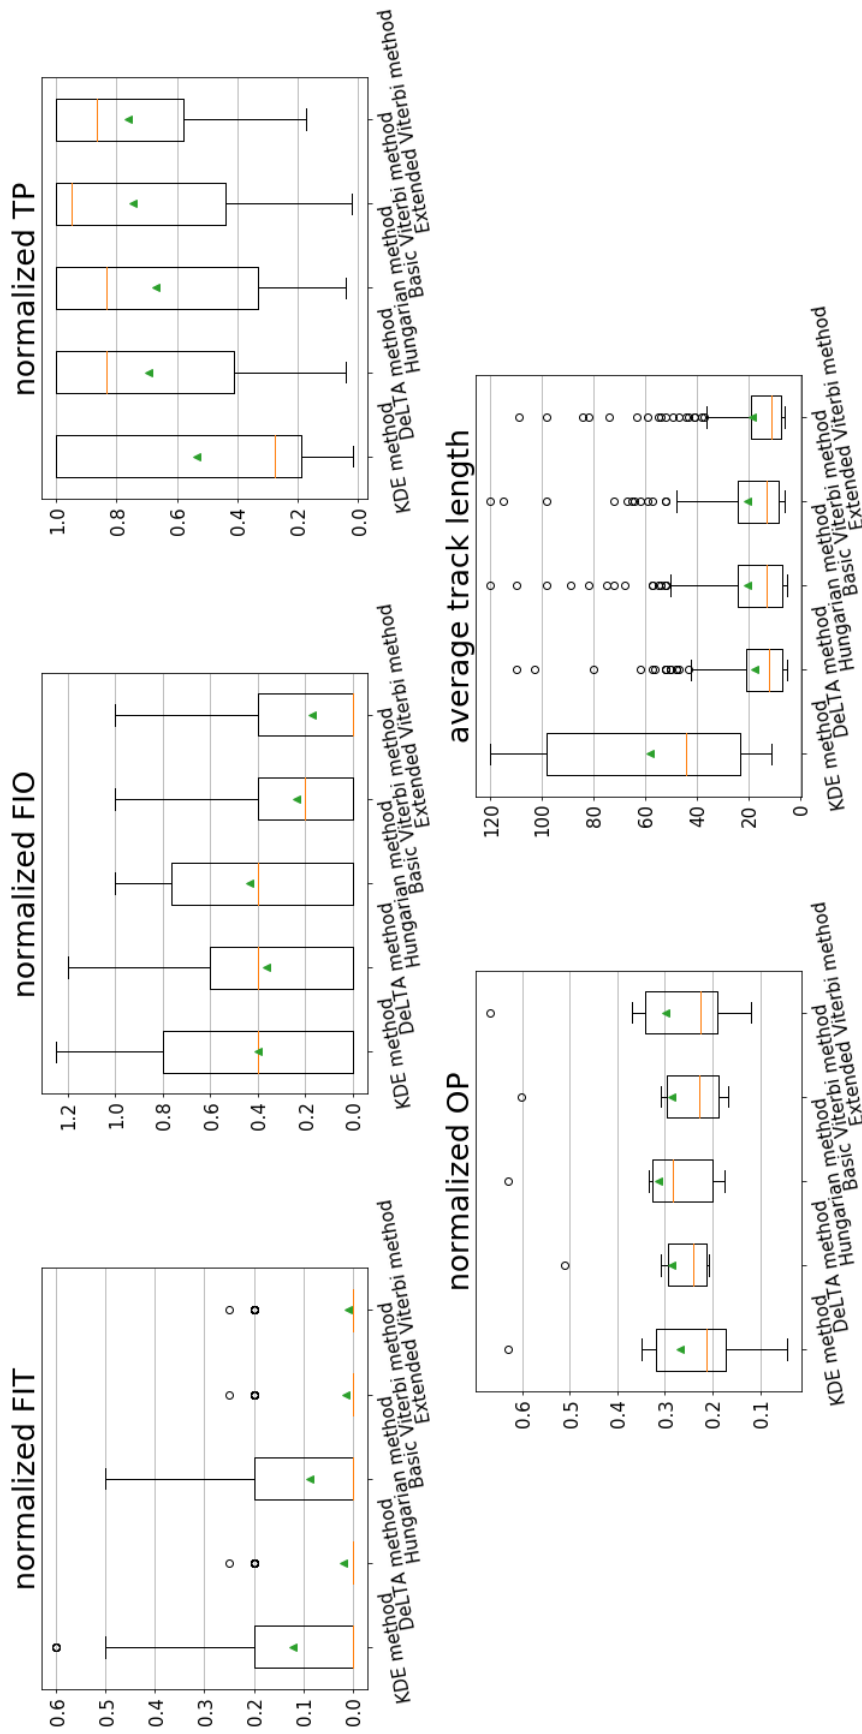 normalized FIT
0.6
0.5
0.4
0.3
0.2
0.1
0.0
KDE method
DeLTA method
Hungarian method
Basic Viterbi method
Extended Viterbi method
normalized FIO
1.2
1.0
0.8
0.6
0.4
0.2
0.0
KDE method
DeLTA method
Hungarian method
Basic Viterbi method
Extended Viterbi method
normalized TP
1.0
0.8
0.6
0.4
0.2
0.0
KDE method
DeLTA method
Hungarian method
Basic Viterbi method
Extended Viterbi method
normalized OP
0.6
0.5
0.4
0.3
0.2
0.1
KDE method
DeLTA method
Hungarian method
Basic Viterbi method
Extended Viterbi method
average track length
120
100
80
60
40
20
0
KDE method
DeLTA method
Hungarian method
Basic Viterbi method
Extended Viterbi method